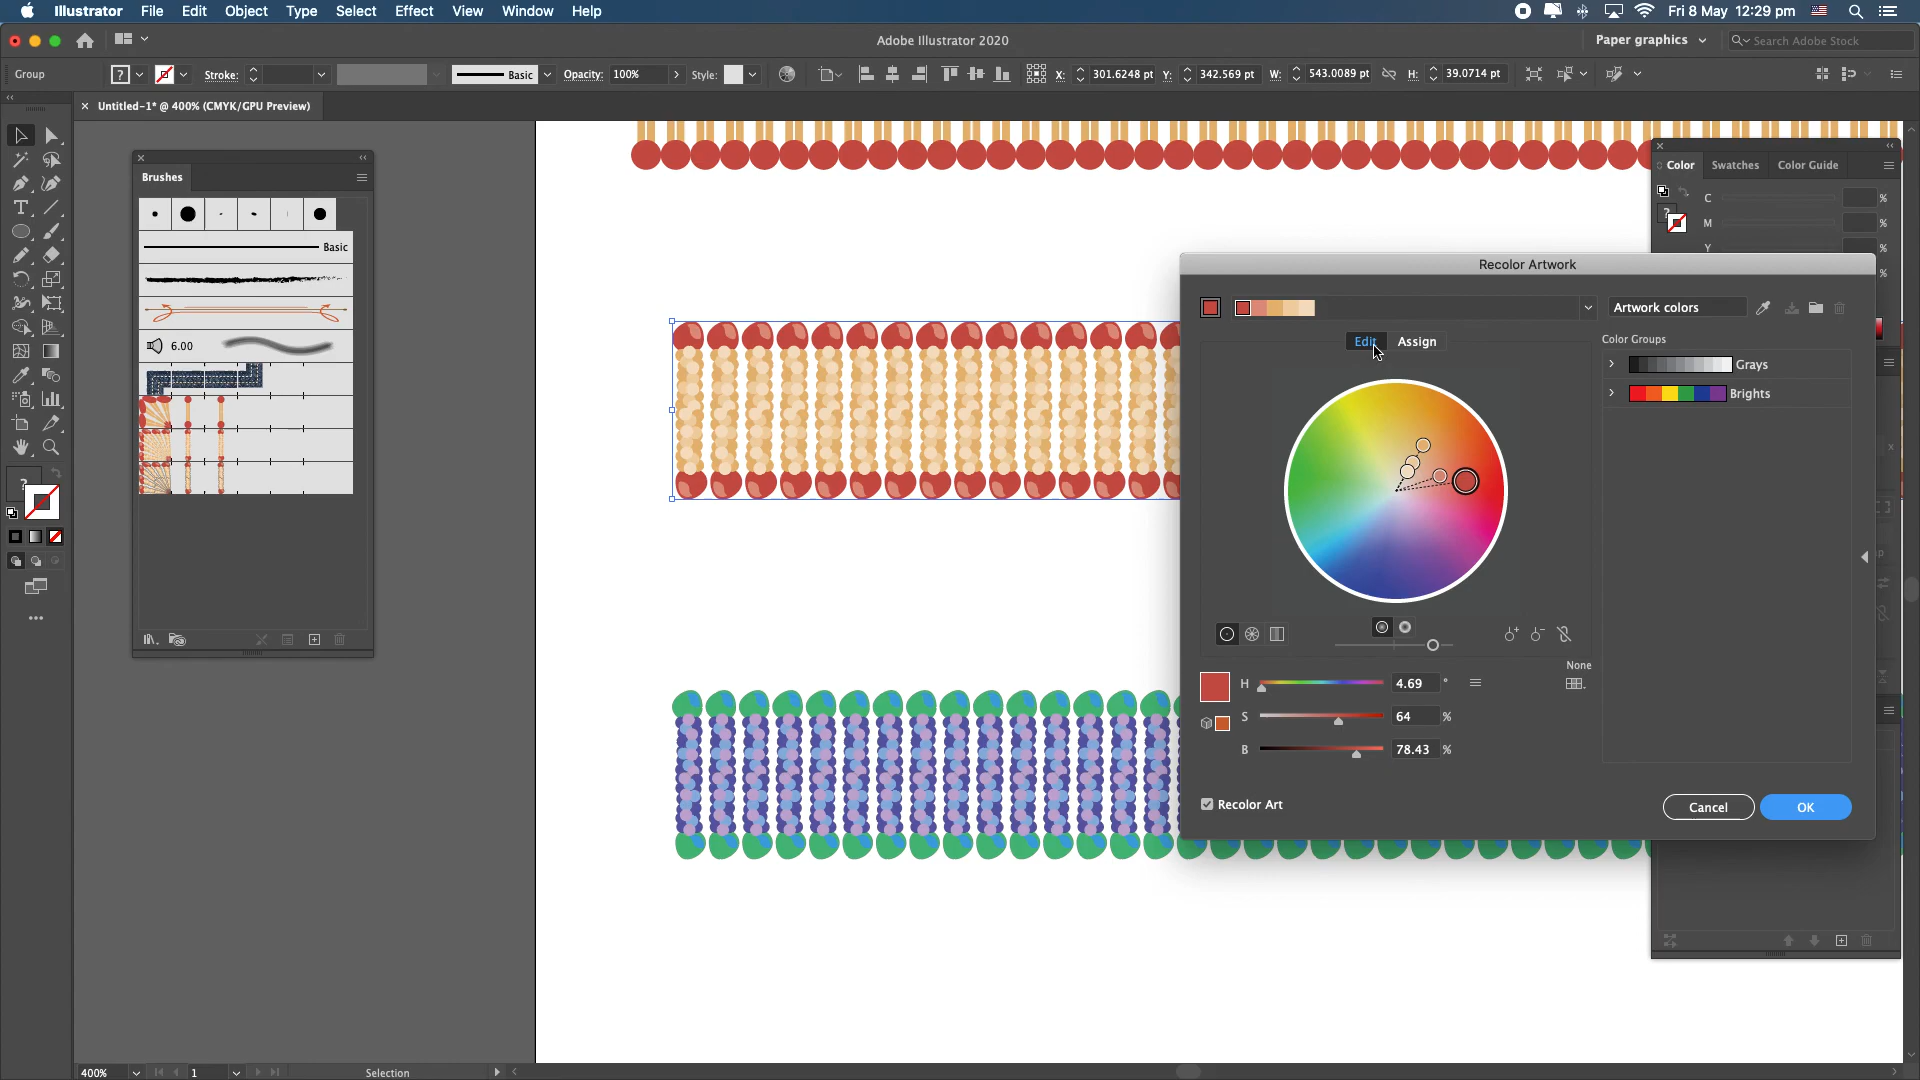 Illustrator File Edit Object Type Select Effect View Window Help Fri 8 May 12:29 pm
Adobe Illustrator 2020 Paper graphics Search Adobe Stock
Group ? Stroke: Basic Opacity: 100% Style: X: 301.6248 pt Y: 342.569 pt W: 543.0089 pt H: 39.0714 pt
Untitled-1* @ 400% (CMYK/GPU Preview)
Brushes
Basic
6.00
?
Color Swatches Color Guide
?
C %
M %
Y %
%
Recolor Artwork
Artwork colors
Edit Assign
Color Groups
Grays
Brights
None
H 4.69 °
S 64 %
B 78.43 %
Recolor Art
Cancel OK
400% 1 Selection